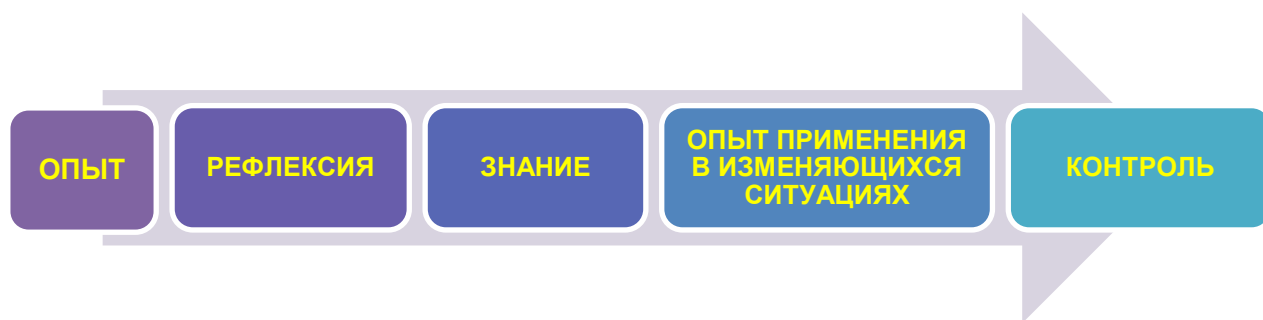 ОПЫТ
РЕФЛЕКСИЯ
ЗНАНИЕ
ОПЫТ ПРИМЕНЕНИЯ
В ИЗМЕНЯЮЩИХСЯ
СИТУАЦИЯХ
КОНТРОЛЬ